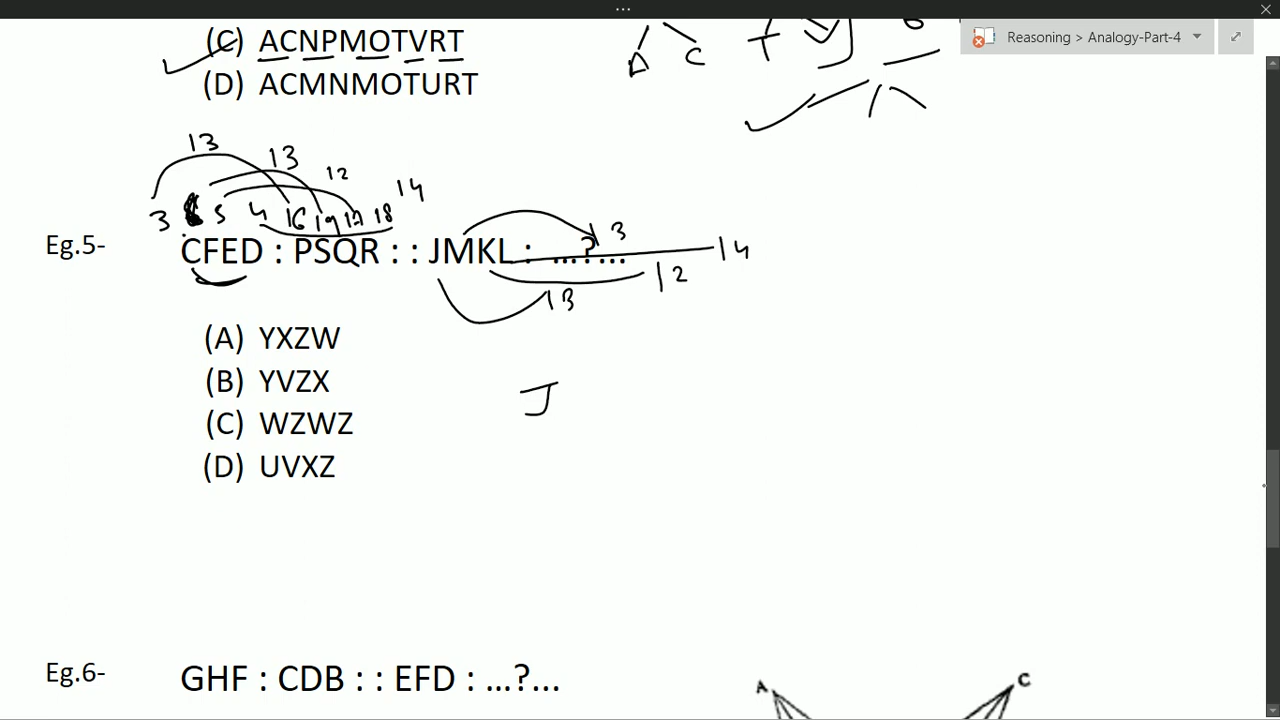 ...
(C) ACNPMOTVRT
(D) ACMNMOTURT
A C
Reasoning > Analogy-Part-4
13 13 12 14
3 5 4 16 19 17 18
Eg.5- CFED : PSQR : : JMKL : ...?...
13 14
12
13
(A) YXZW
(B) YVZX
(C) WZWZ
(D) UVXZ
J
Eg.6- GHF : CDB : : EFD : ...?...
A C